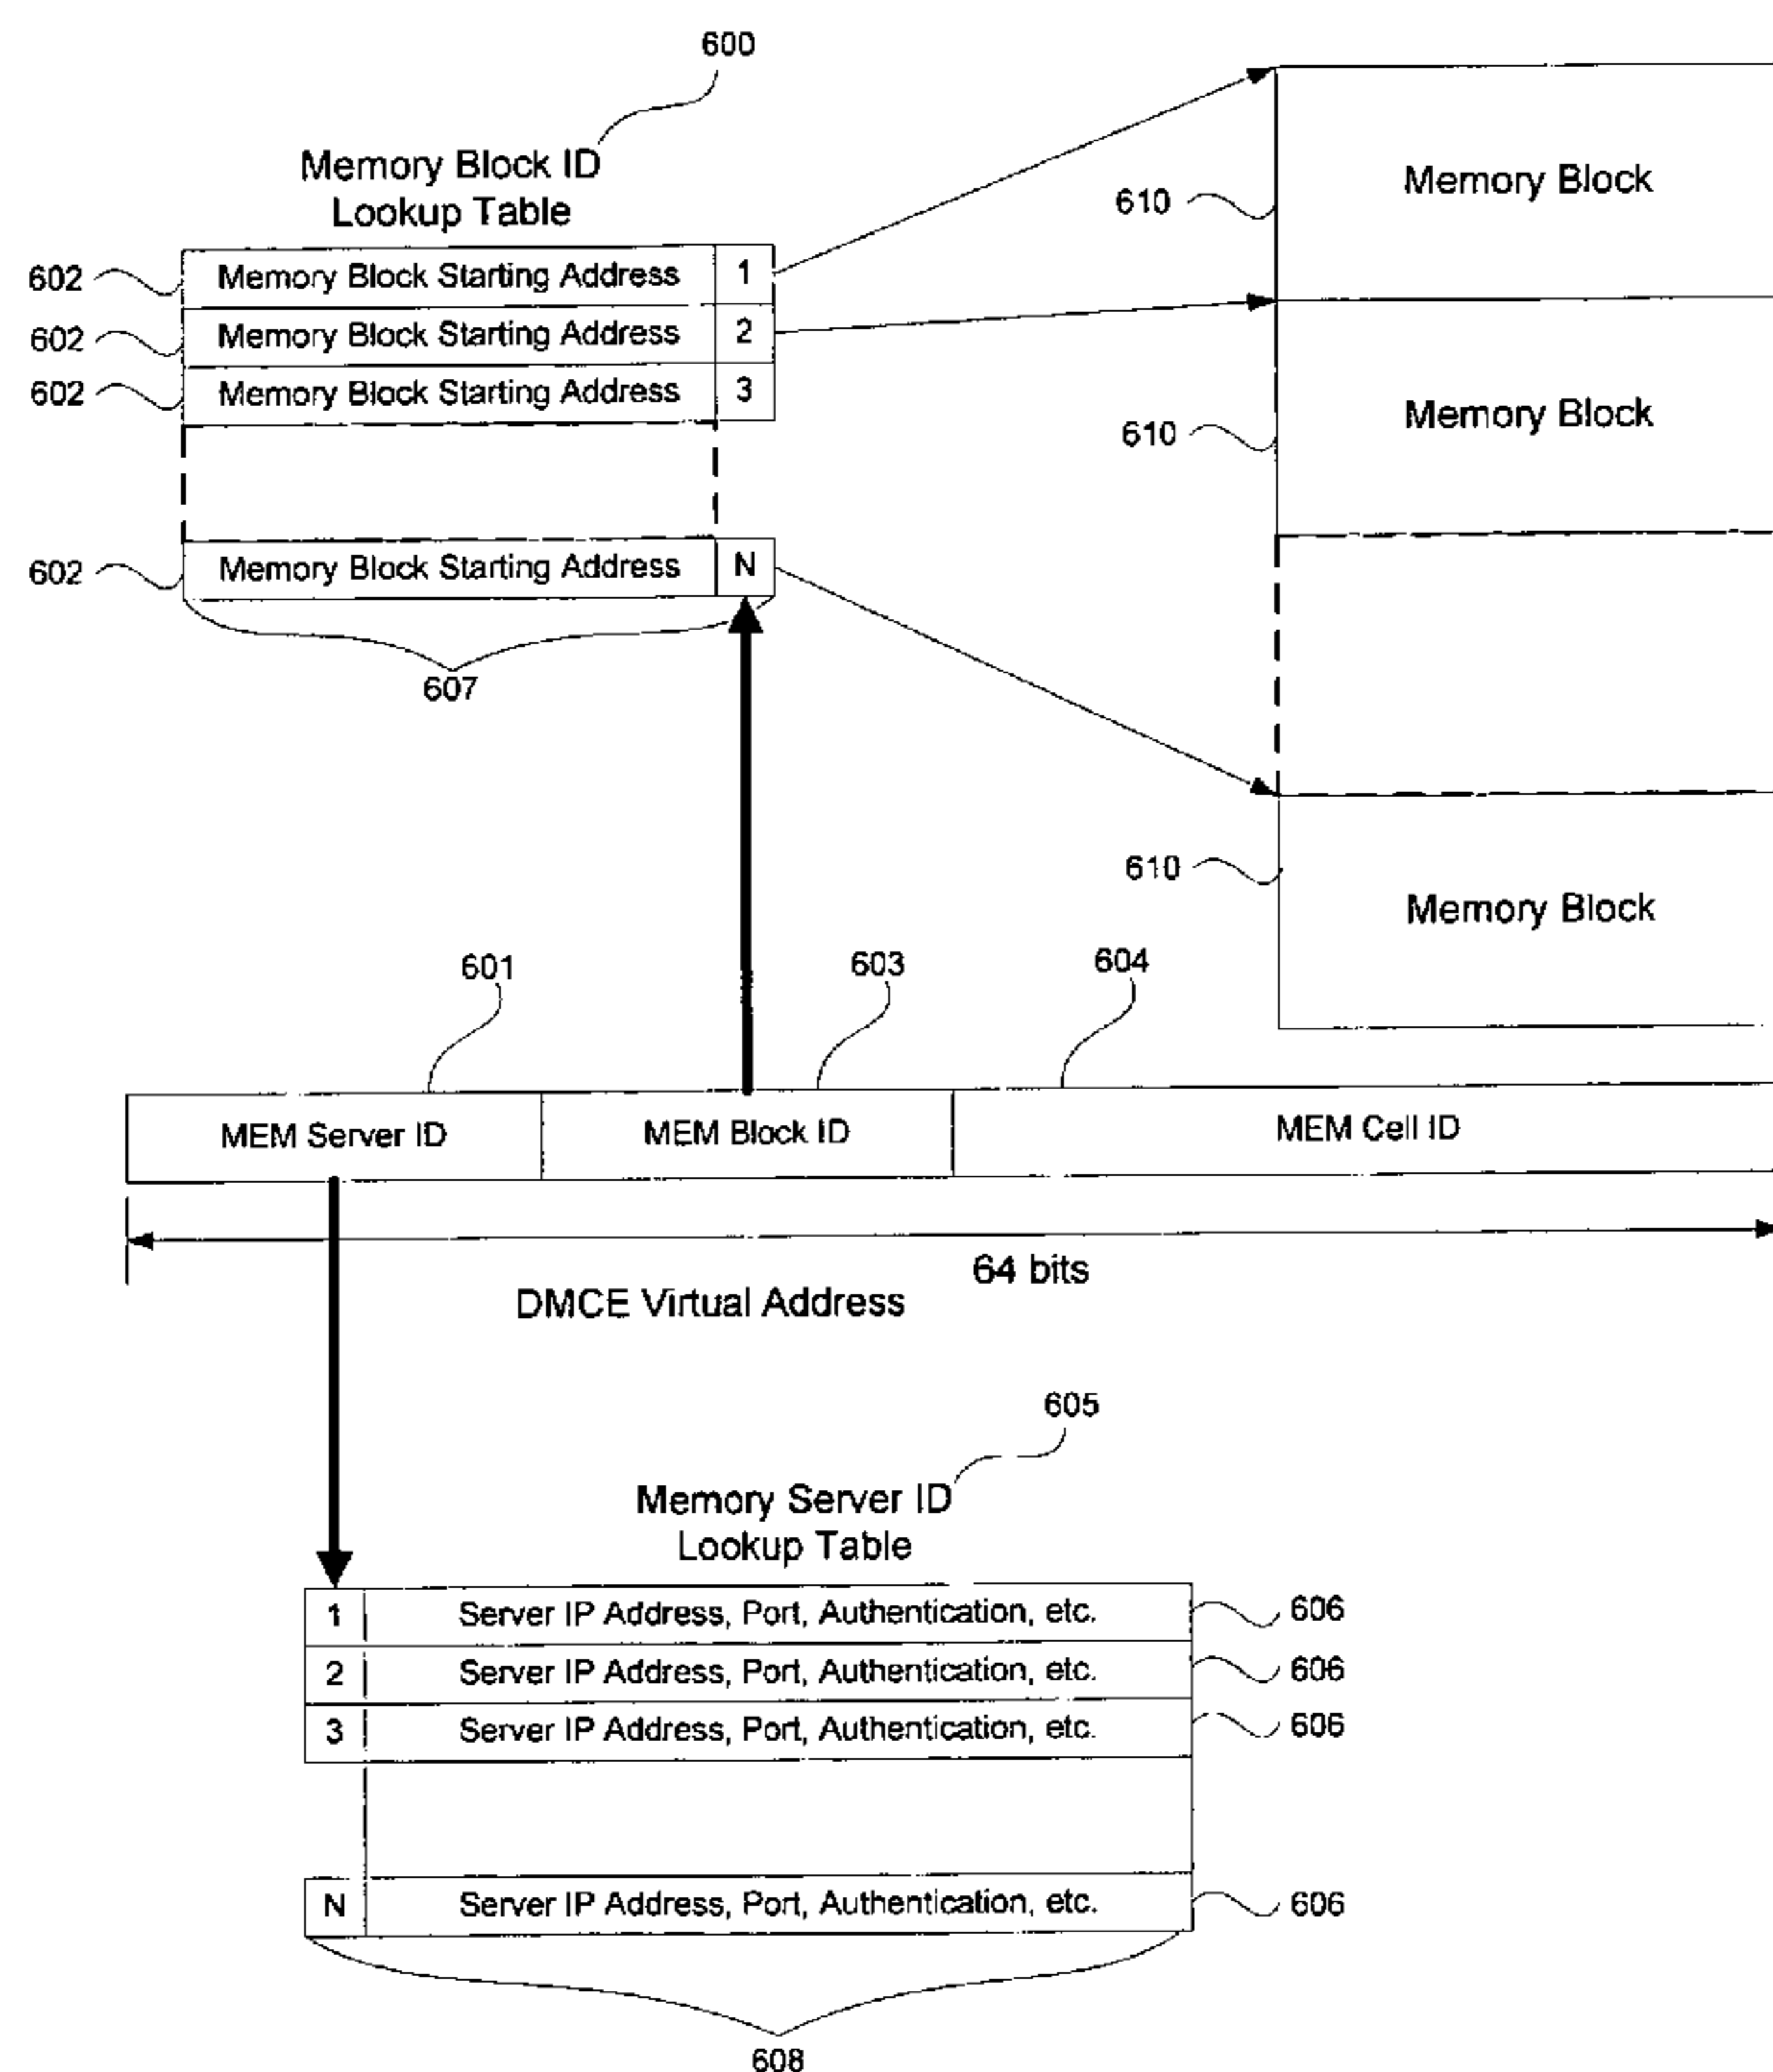 600
Memory Block ID
Lookup Table
602 Memory Block Starting Address 1
602 Memory Block Starting Address 2
602 Memory Block Starting Address 3
602 Memory Block Starting Address N
607
610 Memory Block
610 Memory Block
610 Memory Block
601 603 604
MEM Server ID MEM Block ID MEM Cell ID
64 bits
DMCE Virtual Address
605
Memory Server ID
Lookup Table
1 Server IP Address, Port, Authentication, etc. 606
2 Server IP Address, Port, Authentication, etc. 606
3 Server IP Address, Port, Authentication, etc. 606
N Server IP Address, Port, Authentication, etc. 606
608